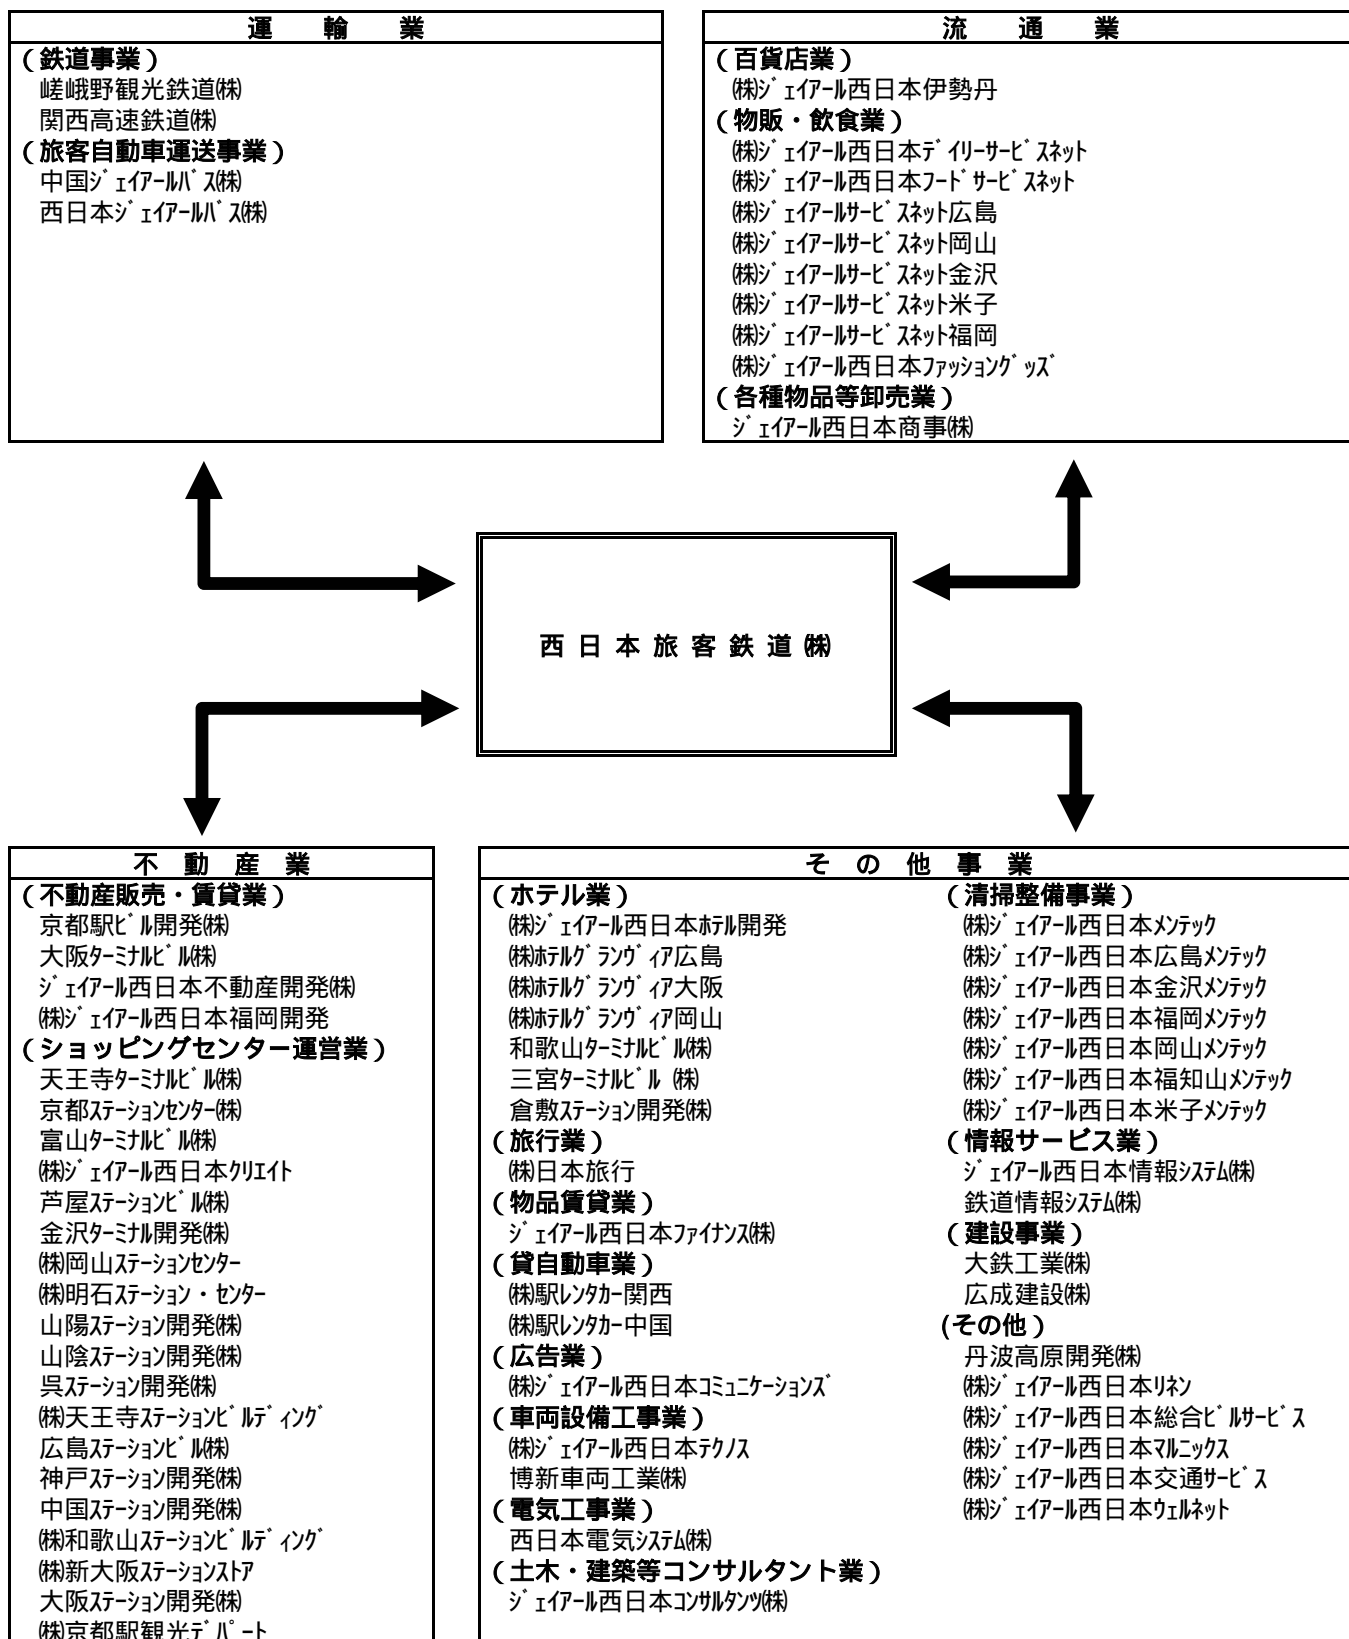 運　輸　業
（鉄道事業）
嵯峨野観光鉄道㈱
関西高速鉄道㈱
（旅客自動車運送事業）
中国ｼﾞｪｲｱｰﾙﾊﾞｽ㈱
西日本ｼﾞｪｲｱｰﾙﾊﾞｽ㈱
流　通　業
（百貨店業）
㈱ｼﾞｪｲｱｰﾙ西日本伊勢丹
（物販・飲食業）
㈱ｼﾞｪｲｱｰﾙ西日本ﾃﾞｲﾘｰｻｰﾋﾞｽﾈｯﾄ
㈱ｼﾞｪｲｱｰﾙ西日本ﾌｰﾄﾞｻｰﾋﾞｽﾈｯﾄ
㈱ｼﾞｪｲｱｰﾙｻｰﾋﾞｽﾈｯﾄ広島
㈱ｼﾞｪｲｱｰﾙｻｰﾋﾞｽﾈｯﾄ岡山
㈱ｼﾞｪｲｱｰﾙｻｰﾋﾞｽﾈｯﾄ金沢
㈱ｼﾞｪｲｱｰﾙｻｰﾋﾞｽﾈｯﾄ米子
㈱ｼﾞｪｲｱｰﾙｻｰﾋﾞｽﾈｯﾄ福岡
㈱ｼﾞｪｲｱｰﾙ西日本ﾌｧｯｼｮﾝｸﾞｯｽﾞ
（各種物品等卸売業）
ｼﾞｪｲｱｰﾙ西日本商事㈱
西日本旅客鉄道㈱
不動産業
（不動産販売・賃貸業）
京都駅ﾋﾞﾙ開発㈱
大阪ﾀｰﾐﾅﾙﾋﾞﾙ㈱
ｼﾞｪｲｱｰﾙ西日本不動産開発㈱
㈱ｼﾞｪｲｱｰﾙ西日本福岡開発
（ショッピングセンター運営業）
天王寺ﾀｰﾐﾅﾙﾋﾞﾙ㈱
京都ｽﾃｰｼｮﾝｾﾝﾀｰ㈱
富山ﾀｰﾐﾅﾙﾋﾞﾙ㈱
㈱ｼﾞｪｲｱｰﾙ西日本ｸﾘｴｲﾄ
芦屋ｽﾃｰｼｮﾝﾋﾞﾙ㈱
金沢ﾀｰﾐﾅﾙ開発㈱
㈱岡山ｽﾃｰｼｮﾝｾﾝﾀｰ
㈱明石ｽﾃｰｼｮﾝ・ｾﾝﾀｰ
山陽ｽﾃｰｼｮﾝ開発㈱
山陰ｽﾃｰｼｮﾝ開発㈱
呉ｽﾃｰｼｮﾝ開発㈱
㈱天王寺ｽﾃｰｼｮﾝﾋﾞﾙﾃﾞｨﾝｸﾞ
広島ｽﾃｰｼｮﾝﾋﾞﾙ㈱
神戸ｽﾃｰｼｮﾝ開発㈱
中国ｽﾃｰｼｮﾝ開発㈱
㈱和歌山ｽﾃｰｼｮﾝﾋﾞﾙﾃﾞｨﾝｸﾞ
㈱新大阪ｽﾃｰｼｮﾝｽﾄｱ
大阪ｽﾃｰｼｮﾝ開発㈱
㈱京都駅観光ﾃﾞﾊﾟｰﾄ
その他事業
（ホテル業）
㈱ｼﾞｪｲｱｰﾙ西日本ﾎﾃﾙ開発
㈱ﾎﾃﾙｸﾞﾗﾝｳﾞｨｱ広島
㈱ﾎﾃﾙｸﾞﾗﾝｳﾞｨｱ大阪
㈱ﾎﾃﾙｸﾞﾗﾝｳﾞｨｱ岡山
和歌山ﾀｰﾐﾅﾙﾋﾞﾙ㈱
三宮ﾀｰﾐﾅﾙﾋﾞﾙ ㈱
倉敷ｽﾃｰｼｮﾝ開発㈱
（旅行業）
㈱日本旅行
（物品賃貸業）
ｼﾞｪｲｱｰﾙ西日本ﾌｧｲﾅﾝｽ㈱
（貸自動車業）
㈱駅ﾚﾝﾀｶｰ関西
㈱駅ﾚﾝﾀｶｰ中国
（広告業）
㈱ｼﾞｪｲｱｰﾙ西日本ｺﾐｭﾆｹｰｼｮﾝｽﾞ
（車両設備工事業）
㈱ｼﾞｪｲｱｰﾙ西日本ﾃｸﾉｽ
博新車両工業㈱
（電気工事業）
西日本電気ｼｽﾃﾑ㈱
（土木・建築等コンサルタント業）
ｼﾞｪｲｱｰﾙ西日本ｺﾝｻﾙﾀﾝﾂ㈱
（清掃整備事業）
㈱ｼﾞｪｲｱｰﾙ西日本ﾒﾝﾃｯｸ
㈱ｼﾞｪｲｱｰﾙ西日本広島ﾒﾝﾃｯｸ
㈱ｼﾞｪｲｱｰﾙ西日本金沢ﾒﾝﾃｯｸ
㈱ｼﾞｪｲｱｰﾙ西日本福岡ﾒﾝﾃｯｸ
㈱ｼﾞｪｲｱｰﾙ西日本岡山ﾒﾝﾃｯｸ
㈱ｼﾞｪｲｱｰﾙ西日本福知山ﾒﾝﾃｯｸ
㈱ｼﾞｪｲｱｰﾙ西日本米子ﾒﾝﾃｯｸ
（情報サービス業）
ｼﾞｪｲｱｰﾙ西日本情報ｼｽﾃﾑ㈱
鉄道情報ｼｽﾃﾑ㈱
（建設事業）
大鉄工業㈱
広成建設㈱
(その他）
丹波高原開発㈱
㈱ｼﾞｪｲｱｰﾙ西日本ﾘﾈﾝ
㈱ｼﾞｪｲｱｰﾙ西日本総合ﾋﾞﾙｻｰﾋﾞｽ
㈱ｼﾞｪｲｱｰﾙ西日本ﾏﾙﾆｯｸｽ
㈱ｼﾞｪｲｱｰﾙ西日本交通ｻｰﾋﾞｽ
㈱ｼﾞｪｲｱｰﾙ西日本ｳｪﾙﾈｯﾄ